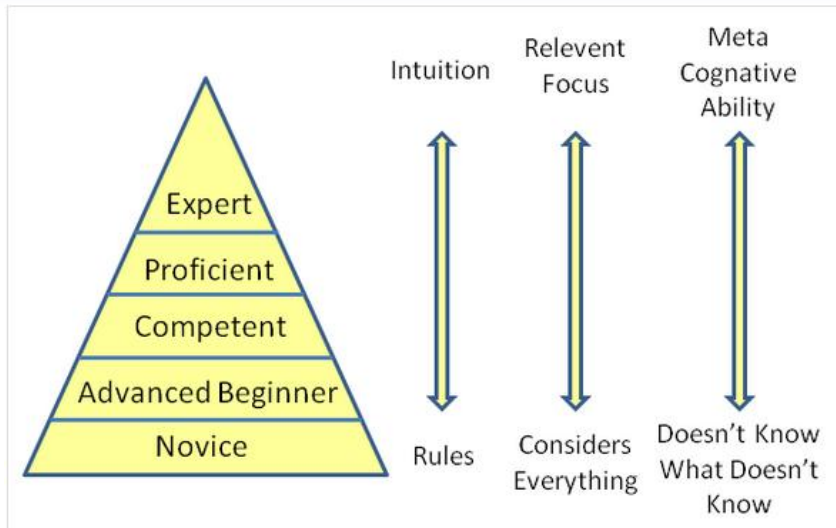 Expert
Proficient
Competent
Advanced Beginner
Novice
Intuition
Rules
Relevent
Focus
Considers
Everything
Meta
Cognative
Ability
Doesn't Know
What Doesn't
Know